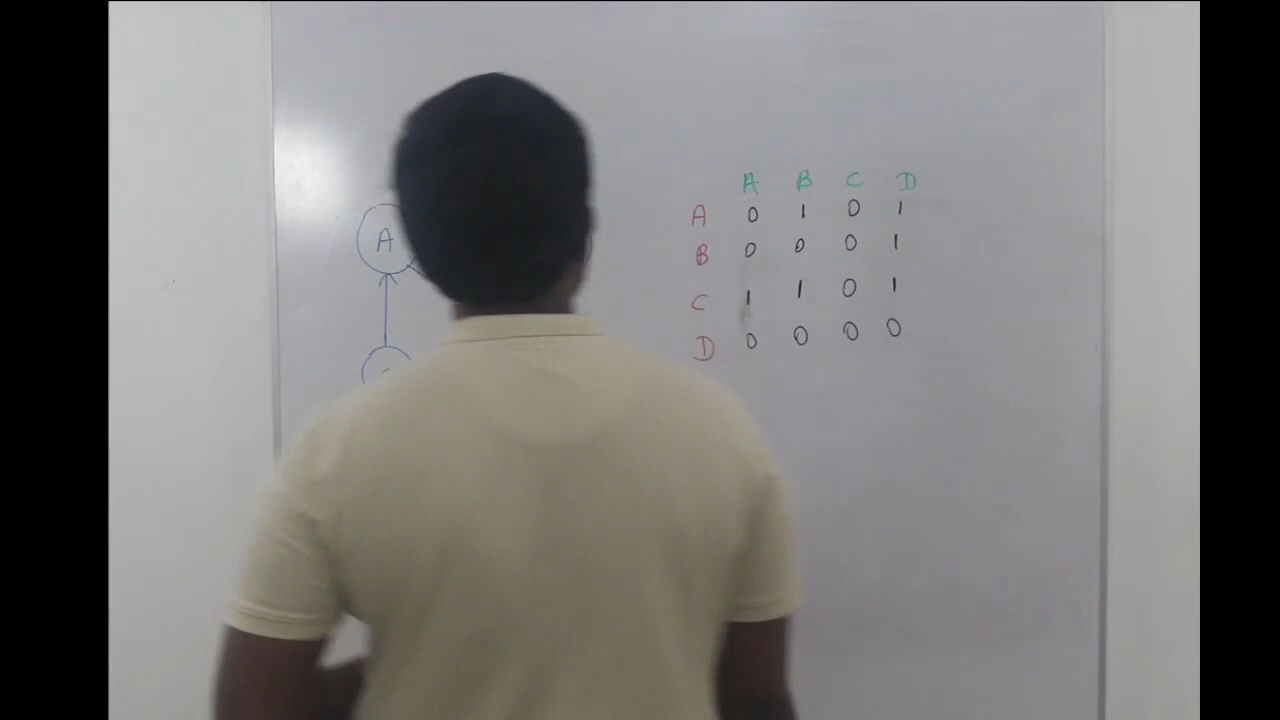 A
A B C D
A 0 1 0 1
B 0 0 0 1
C 1 1 0 1
D 0 0 0 0